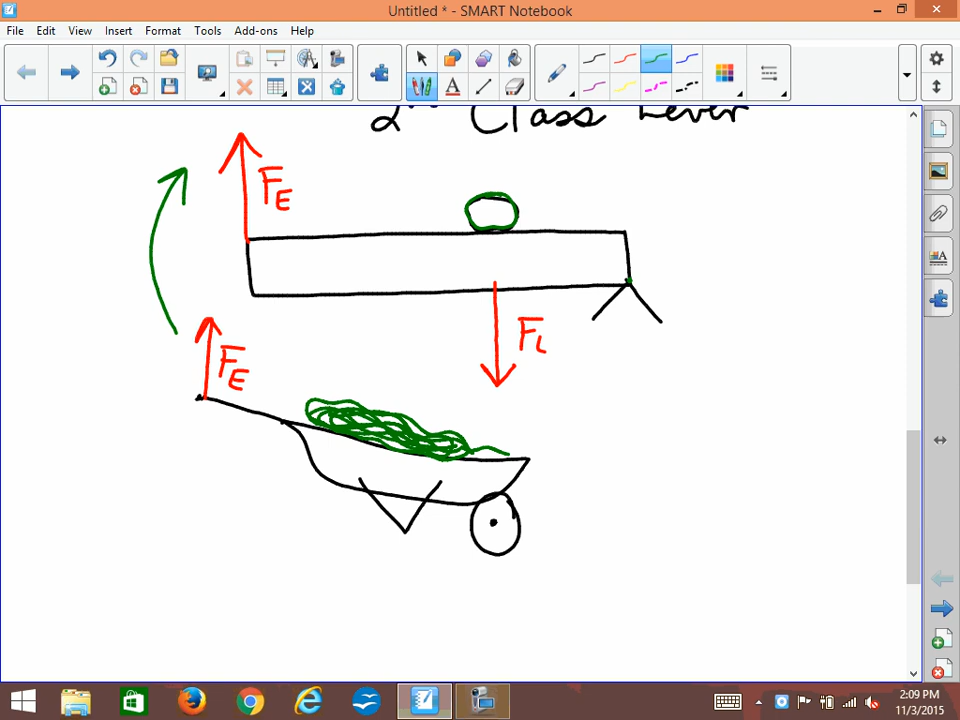 Untitled * - SMART Notebook
File Edit View Insert Format Tools Add-ons Help
2nd Class Lever
FE
FL
FE
2:09 PM
11/3/2015